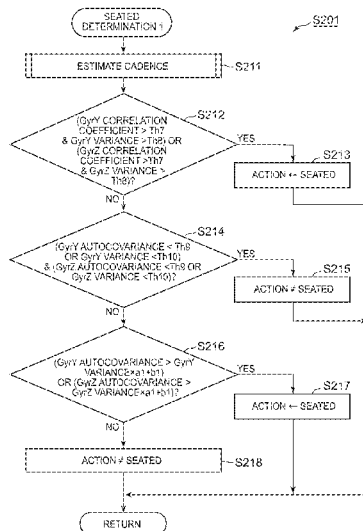 SEATED
DETERMINATION 1
S201
ESTIMATE CADENCE
S211
S212
(GyrY CORRELATION
COEFFICIENT > Th7
& GyrY VARIANCE >Th8) OR
(GyrZ CORRELATION
COEFFICIENT >Th7
& GyrZ VARIANCE >
Th8)?
YES
S213
ACTION ← SEATED
NO
S214
(GyrY AUTOCOVARIANCE < Th9
OR GyrY VARIANCE <Th10)
& (GyrZ AUTOCOVARIANCE <Th9 OR
GyrZ VARIANCE <Th10)?
YES
S215
ACTION ≠ SEATED
NO
S216
(GyrY AUTOCOVARIANCE > GyrY
VARIANCE×a1+b1)
OR (GyrZ AUTOCOVARIANCE >
GyrZ VARIANCE×a1+b1)?
YES
S217
ACTION ← SEATED
NO
ACTION ≠ SEATED
S218
RETURN